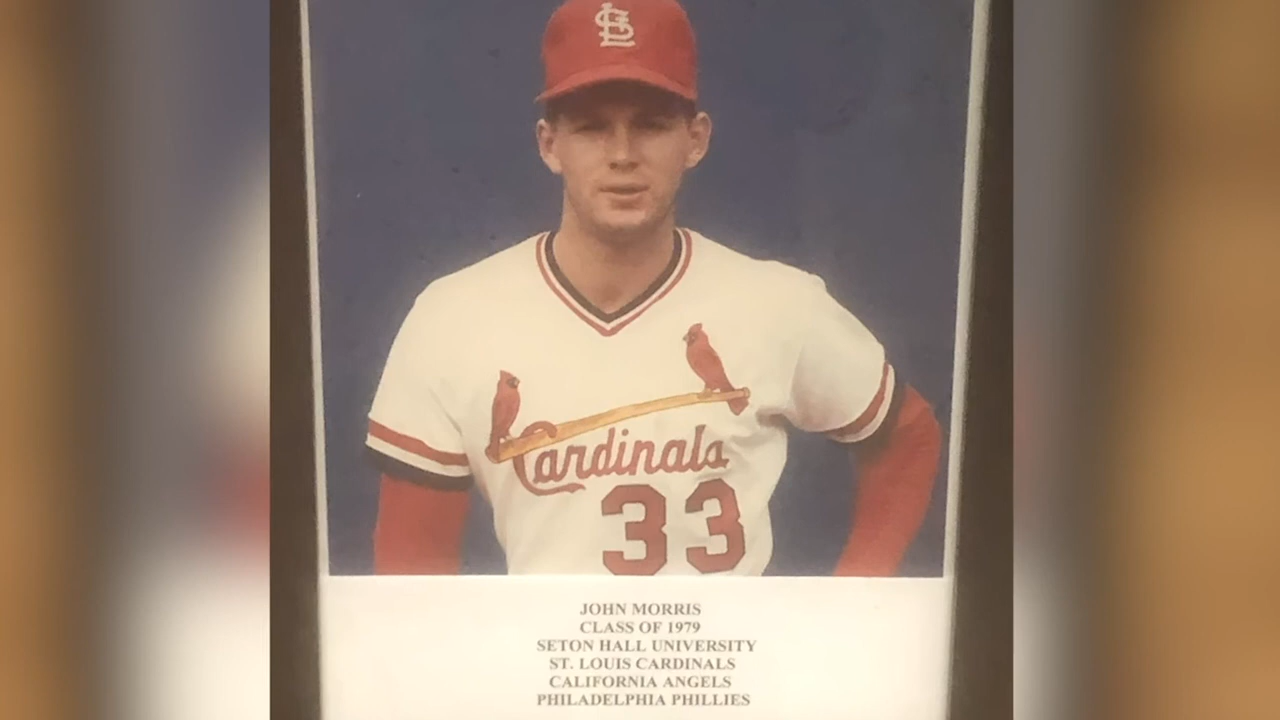 STL
Cardinals
33
JOHN MORRIS
CLASS OF 1979
SETON HALL UNIVERSITY
ST. LOUIS CARDINALS
CALIFORNIA ANGELS
PHILADELPHIA PHILLIES